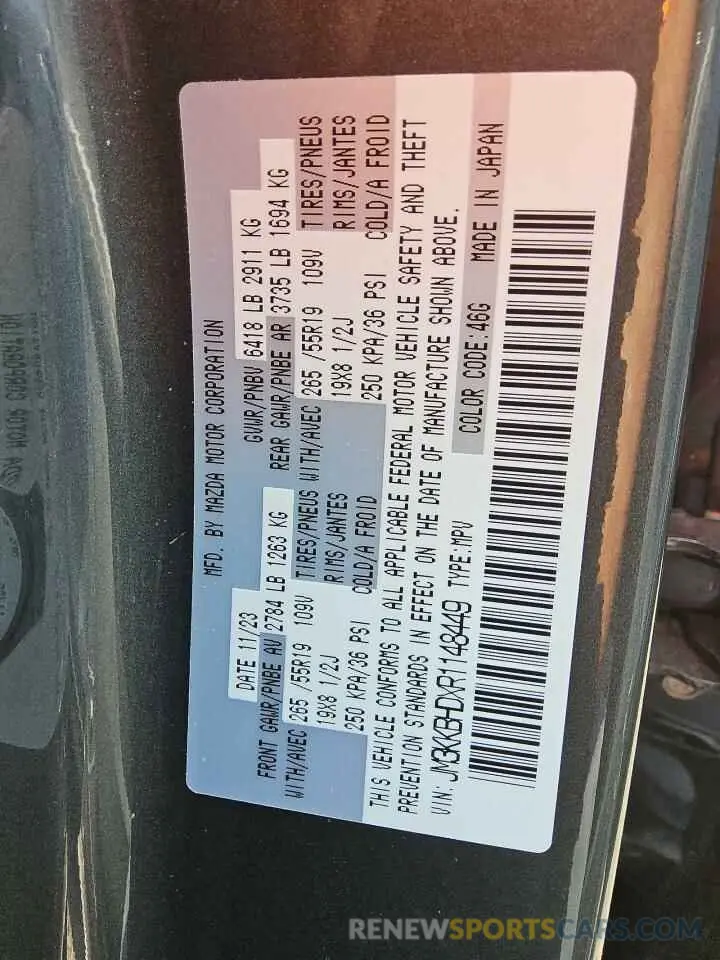 MFD. BY MAZDA MOTOR CORPORATION
DATE 11/23 GVWR/PNBV 6418 LB 2911 KG
FRONT GAWR/PNBE AV 2784 LB 1263 KG REAR GAWR/PNBE AR 3735 LB 1694 KG
WITH/AVEC 265 /55R19 109V TIRES/PNEUS WITH/AVEC 265 /55R19 109V TIRES/PNEUS
19X8 1/2J RIMS/JANTES 19X8 1/2J RIMS/JANTES
250 KPA/36 PSI COLD/A FROID 250 KPA/36 PSI COLD/A FROID
THIS VEHICLE CONFORMS TO ALL APPLICABLE FEDERAL MOTOR VEHICLE SAFETY AND THEFT
PREVENTION STANDARDS IN EFFECT ON THE DATE OF MANUFACTURE SHOWN ABOVE.
VIN: JM3KKBHDXR1148449 TYPE:MPV COLOR CODE:46G MADE IN JAPAN
RENEWSPORTSCARS.COM